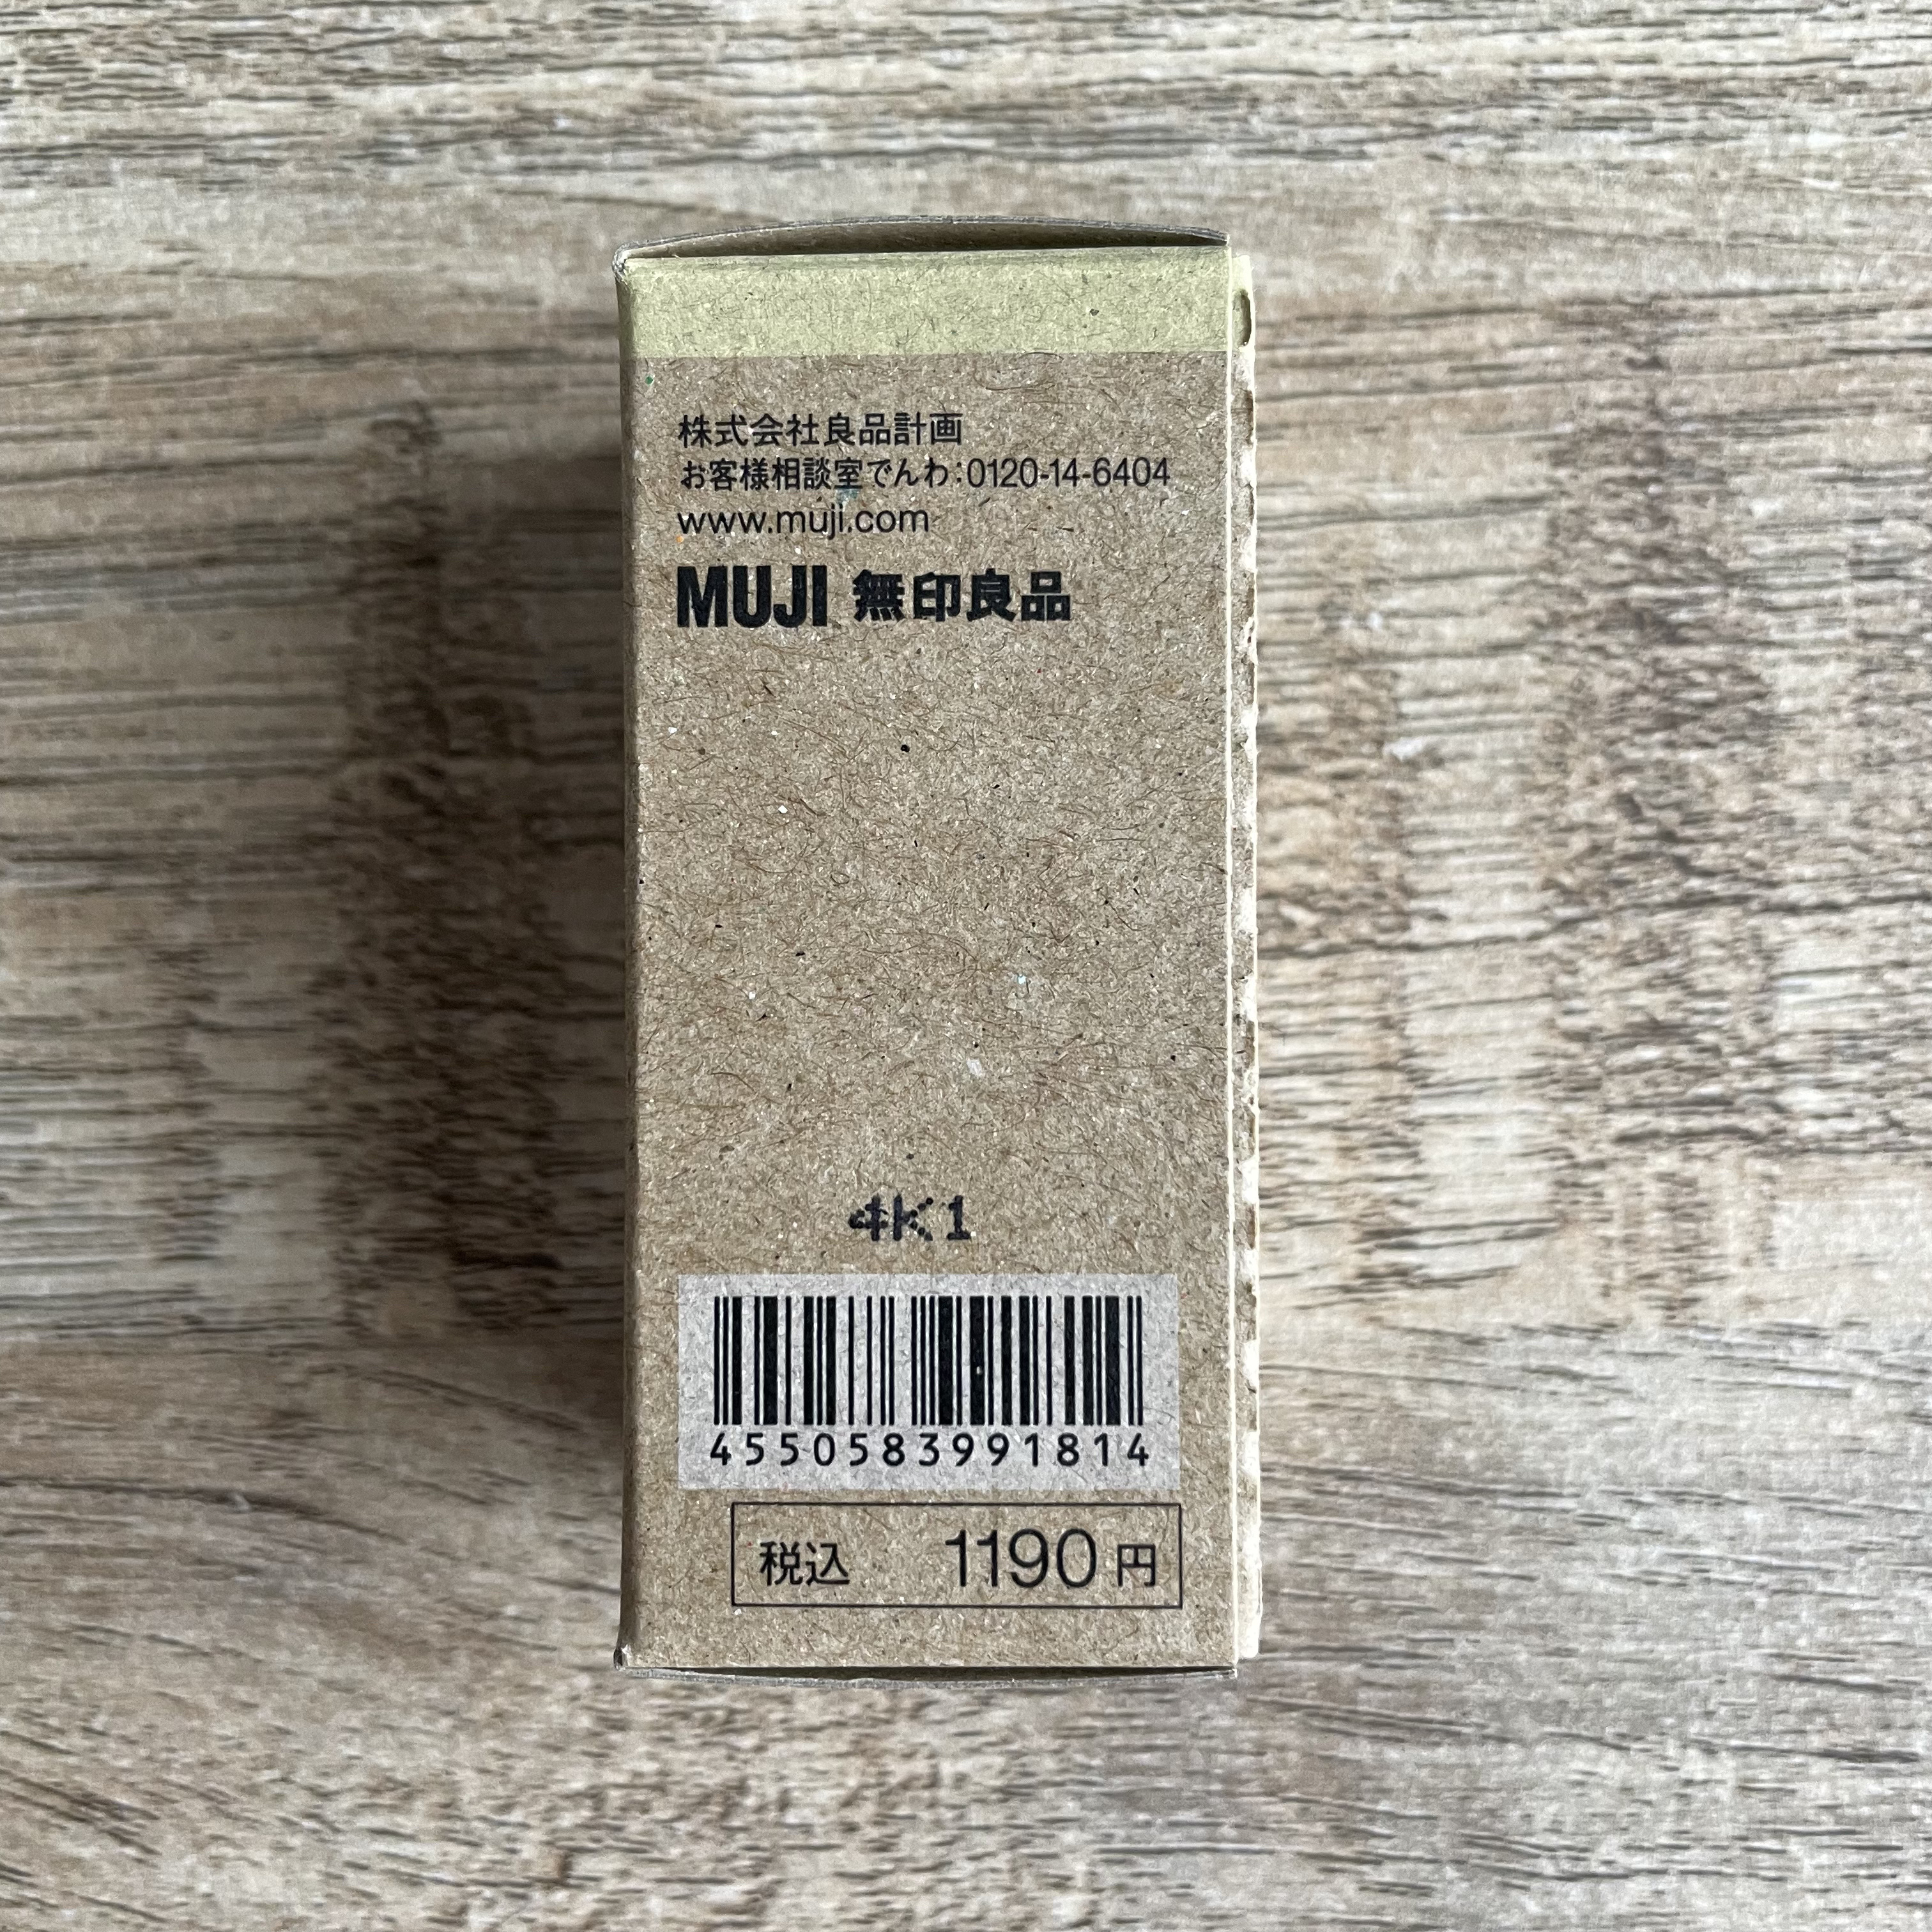 株式会社良品計画
お客様相談室でんわ:0120-14-6404
www.muji.com
MUJI 無印良品
4K1
4550583991814
税込 1190円